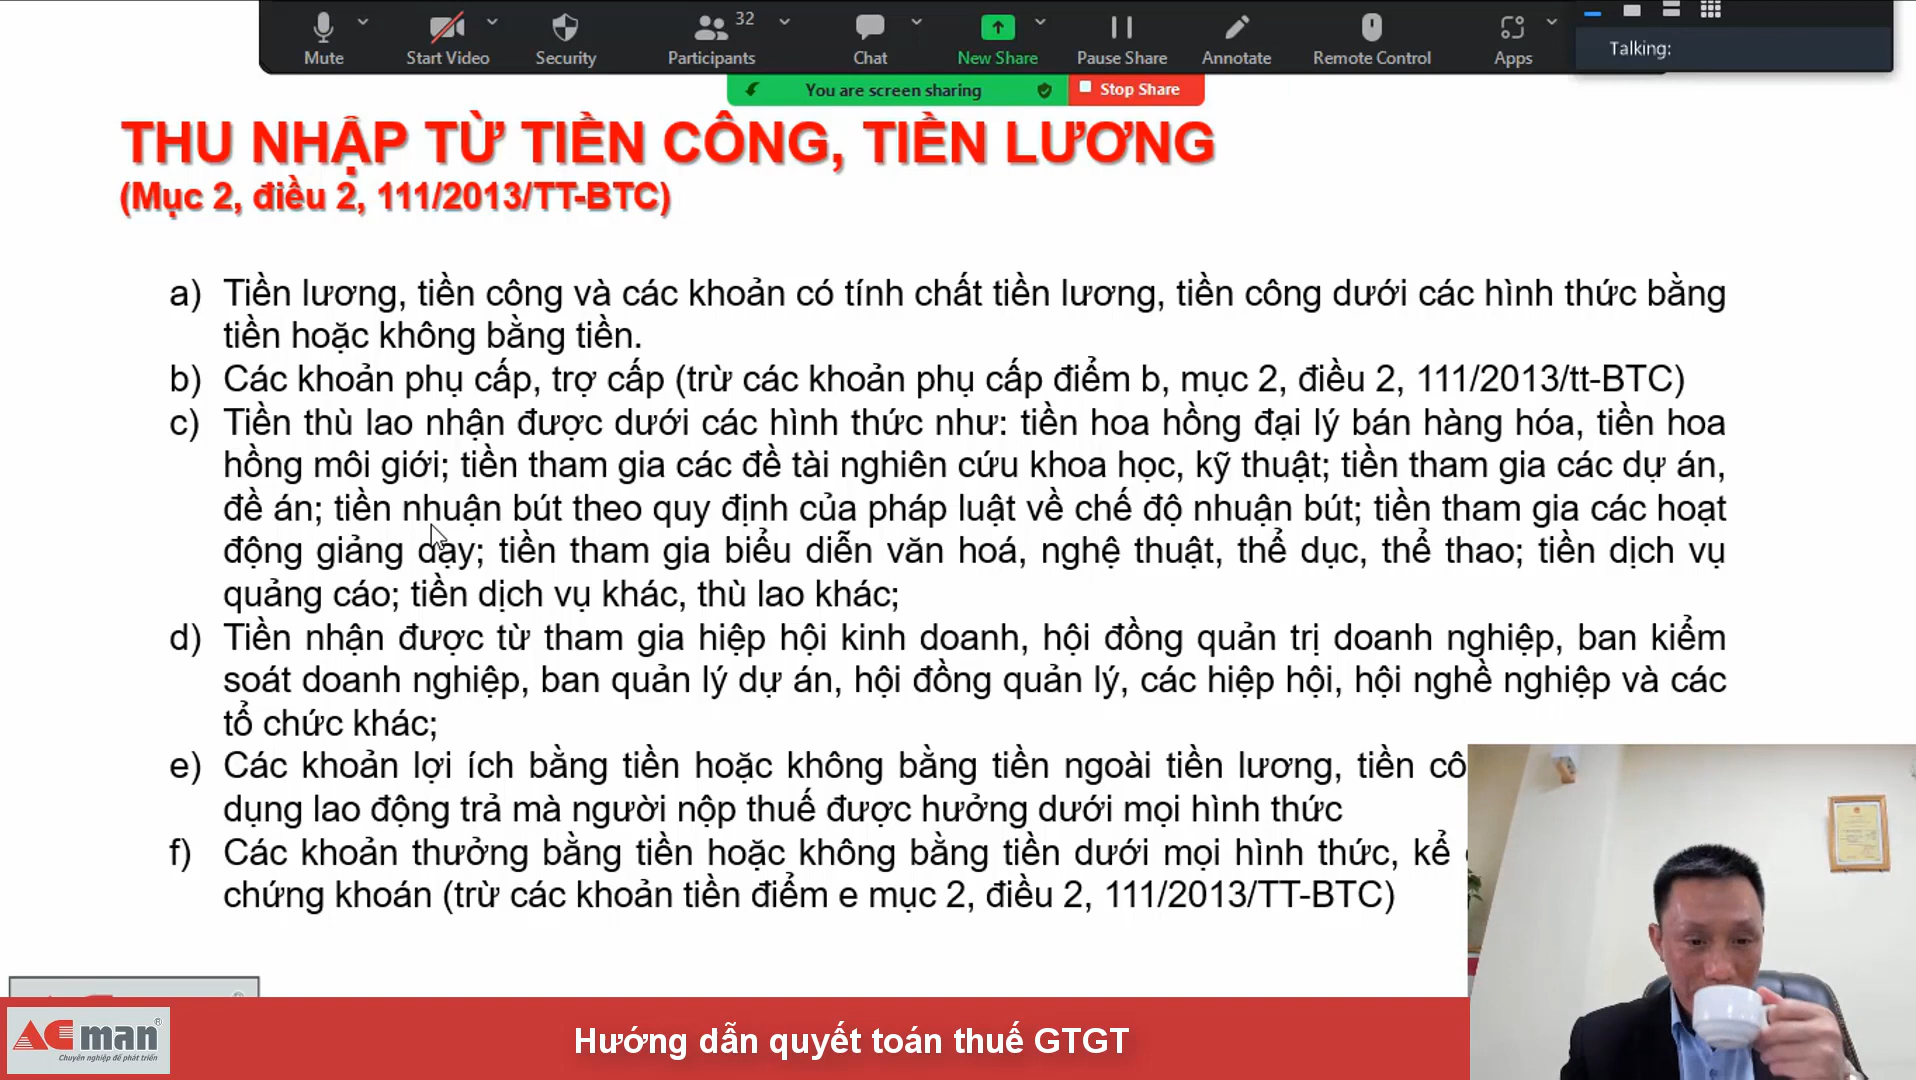 Mute
Start Video
Security
Participants
32
Chat
New Share
Pause Share
Annotate
Remote Control
Apps
Talking:
You are screen sharing
Stop Share
THU NHẬP TỪ TIỀN CÔNG, TIỀN LƯƠNG
(Mục 2, điều 2, 111/2013/TT-BTC)
a) Tiền lương, tiền công và các khoản có tính chất tiền lương, tiền công dưới các hình thức bằng
tiền hoặc không bằng tiền.
b) Các khoản phụ cấp, trợ cấp (trừ các khoản phụ cấp điểm b, mục 2, điều 2, 111/2013/tt-BTC)
c) Tiền thù lao nhận được dưới các hình thức như: tiền hoa hồng đại lý bán hàng hóa, tiền hoa
hồng môi giới; tiền tham gia các đề tài nghiên cứu khoa học, kỹ thuật; tiền tham gia các dự án,
đề án; tiền nhuận bút theo quy định của pháp luật về chế độ nhuận bút; tiền tham gia các hoạt
động giảng dạy; tiền tham gia biểu diễn văn hoá, nghệ thuật, thể dục, thể thao; tiền dịch vụ
quảng cáo; tiền dịch vụ khác, thù lao khác;
d) Tiền nhận được từ tham gia hiệp hội kinh doanh, hội đồng quản trị doanh nghiệp, ban kiểm
soát doanh nghiệp, ban quản lý dự án, hội đồng quản lý, các hiệp hội, hội nghề nghiệp và các
tổ chức khác;
e) Các khoản lợi ích bằng tiền hoặc không bằng tiền ngoài tiền lương, tiền cô
dụng lao động trả mà người nộp thuế được hưởng dưới mọi hình thức
f) Các khoản thưởng bằng tiền hoặc không bằng tiền dưới mọi hình thức, kể
chứng khoán (trừ các khoản tiền điểm e mục 2, điều 2, 111/2013/TT-BTC)
ACman®
Chuyên nghiệp để phát triển
Hướng dẫn quyết toán thuế GTGT